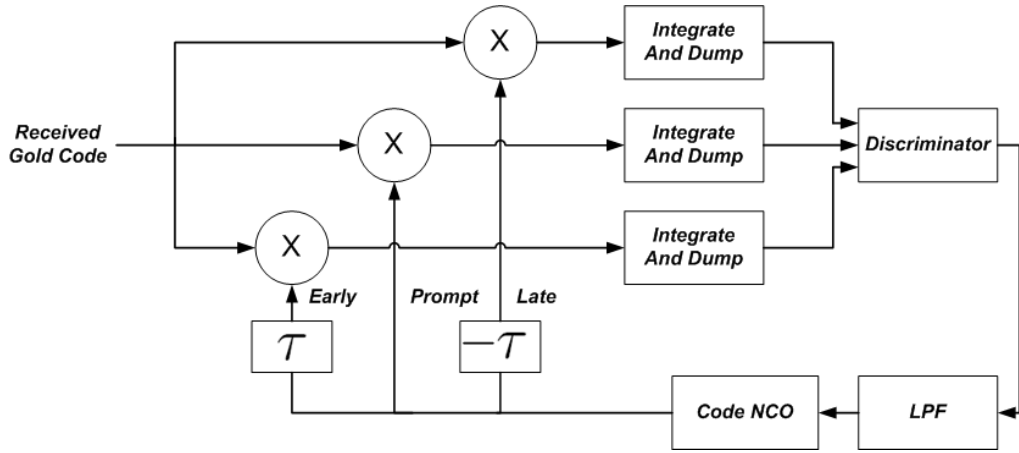 X
Integrate
And Dump
Received
Gold Code
X
Integrate
And Dump
Discriminator
X
Integrate
And Dump
Early
Prompt
Late
τ
−τ
Code NCO
LPF